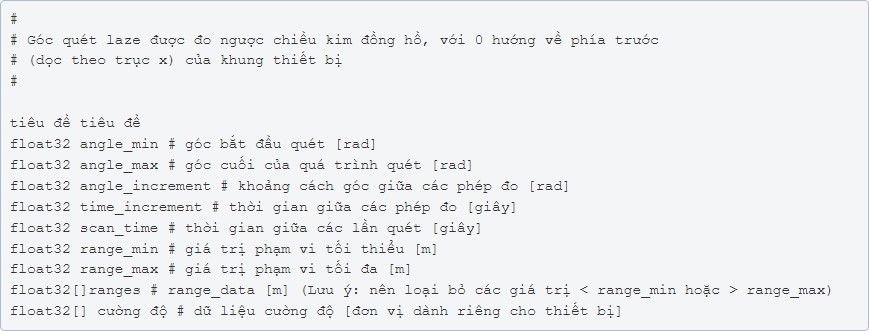 #
# Góc quét laze được đo ngược chiều kim đồng hồ, với 0 hướng về phía trước
# (dọc theo trục x) của khung thiết bị
#
tiêu đề tiêu đề
float32 angle_min # góc bắt đầu quét [rad]
float32 angle_max # góc cuối của quá trình quét [rad]
float32 angle_increment # khoảng cách góc giữa các phép đo [rad]
float32 time_increment # thời gian giữa các phép đo [giây]
float32 scan_time # thời gian giữa các lần quét [giây]
float32 range_min # giá trị phạm vi tối thiểu [m]
float32 range_max # giá trị phạm vi tối đa [m]
float32[]ranges # range_data [m] (Lưu ý: nên loại bỏ các giá trị < range_min hoặc > range_max)
float32[] cường độ # dữ liệu cường độ [đơn vị dành riêng cho thiết bị]